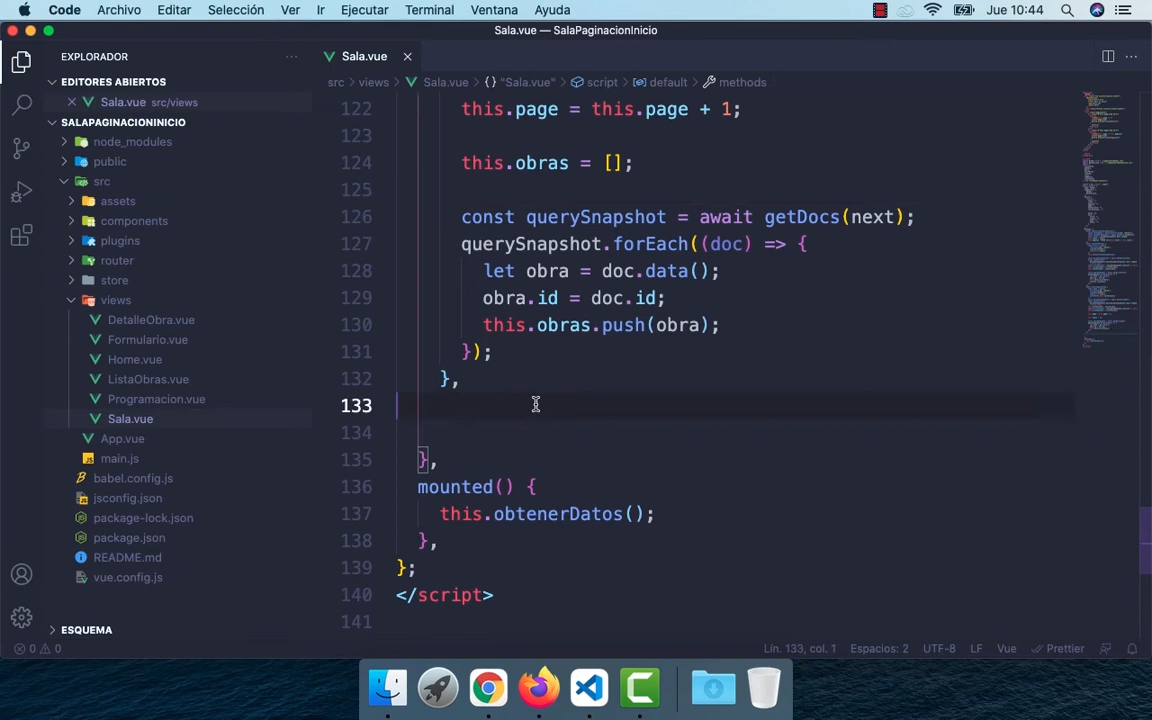 Code Archivo Editar Selección Ver Ir Ejecutar Terminal Ventana Ayuda Jue 10:44
Sala.vue — SalaPaginacionInicio
EXPLORADOR
EDITORES ABIERTOS
Sala.vue src/views
SALAPAGINACIONINICIO
node_modules
public
src
assets
components
plugins
router
store
views
DetalleObra.vue
Formulario.vue
Home.vue
ListaObras.vue
Programacion.vue
Sala.vue
App.vue
main.js
babel.config.js
jsconfig.json
package-lock.json
package.json
README.md
vue.config.js
ESQUEMA
Sala.vue
src > views > Sala.vue > {} "Sala.vue" > script > default > methods
122 this.page = this.page + 1;
123
124 this.obras = [];
125
126 const querySnapshot = await getDocs(next);
127 querySnapshot.forEach((doc) => {
128 let obra = doc.data();
129 obra.id = doc.id;
130 this.obras.push(obra);
131 });
132 },
133
134
135 },
136 mounted() {
137 this.obtenerDatos();
138 },
139 };
140 </script>
141
0 0 Lín. 133, col. 1 Espacios: 2 UTF-8 LF Vue Prettier